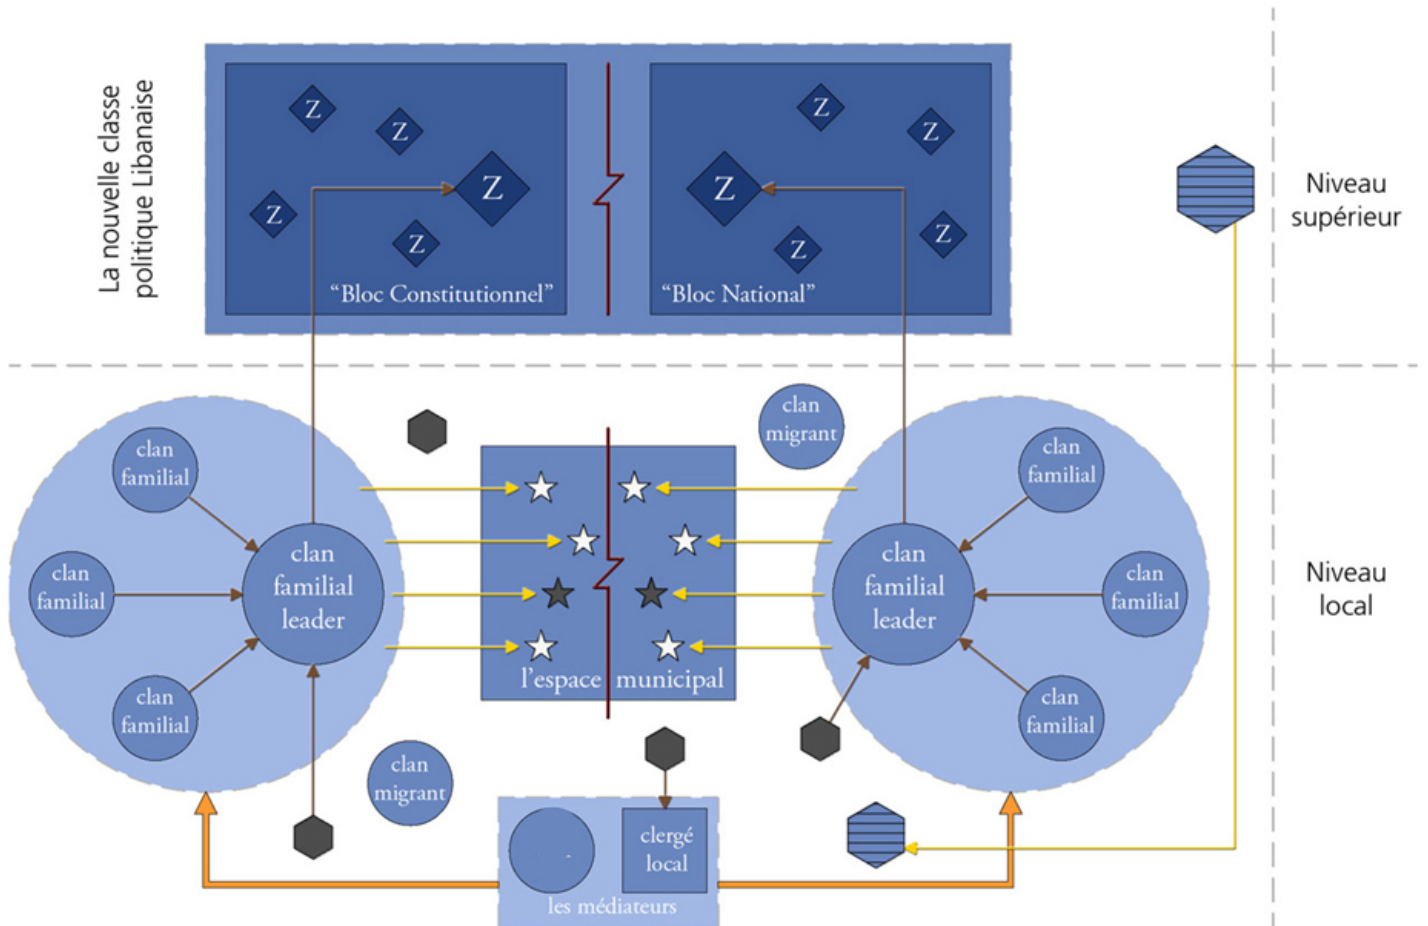 La nouvelle classe
politique Libanaise
Z
Z
Z
Z
Z
"Bloc Constitutionnel"
Z
Z
Z
Z
Z
"Bloc National"
Niveau
supérieur
clan
familial
clan
familial
clan
familial
clan
familial
leader
clan
migrant
l'espace
municipal
clan
migrant
clan
familial
leader
clan
familial
clan
familial
clan
familial
Niveau
local
clergé
local
les médiateurs